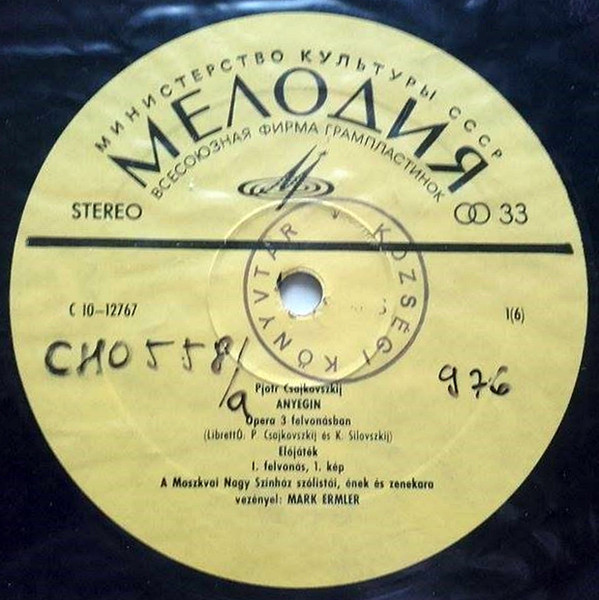 МИНИСТЕРСТВО КУЛЬТУРЫ СССР
МЕЛОДИЯ
ВСЕСОЮЗНАЯ ФИРМА ГРАМПЛАСТИНОК
STEREO
33
KÖZSÉGI KÖNYVTÁR
C 10–12767
1(6)
CHO 558/a
976
Pjotr Csajkovszkij
ANYEGIN
Opera 3 felvonásban
(LibrettÓ. P. Csajkovszkij és K. Silovszkij)
Előjáték
I. felvonás, 1. kép
A Moszkvai Nagy Színház szólistái, ének és zenekara
vezényel: MARK ERMLER